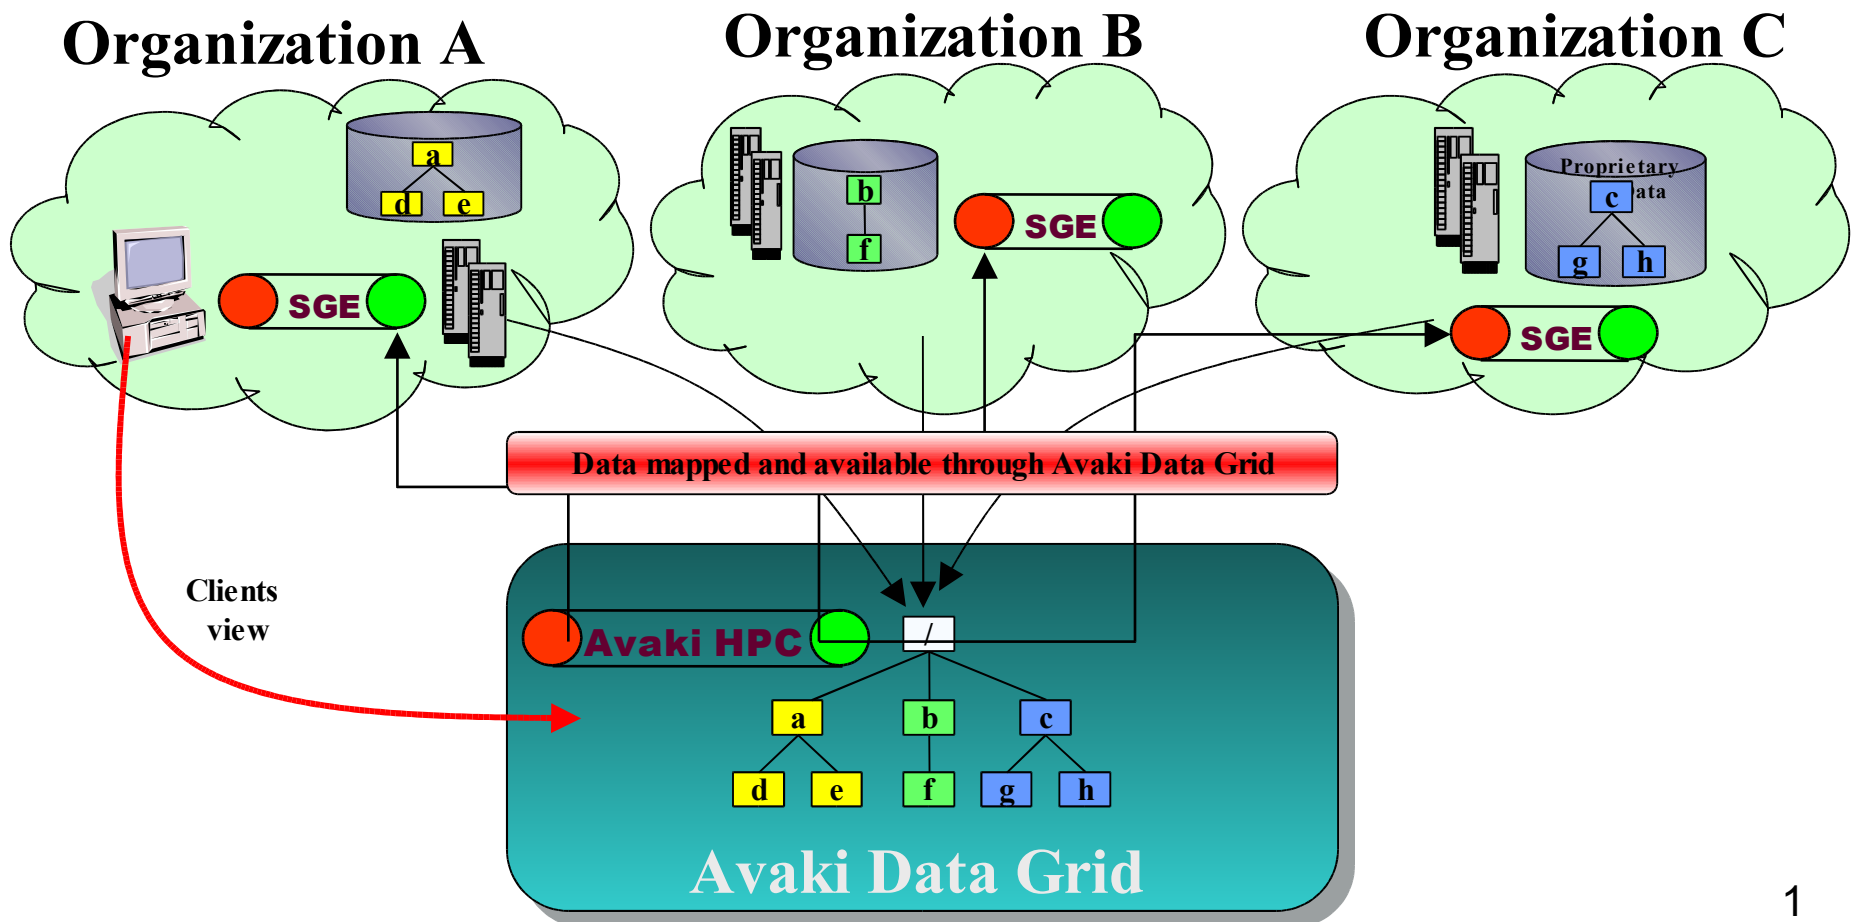 Organization A
Organization B
Organization C
a
d
e
SGE
b
f
SGE
Proprietary
c
g
h
SGE
Data mapped and available through Avaki Data Grid
Clients
view
Avaki HPC
/
a
b
c
d
e
f
g
h
Avaki Data Grid
1